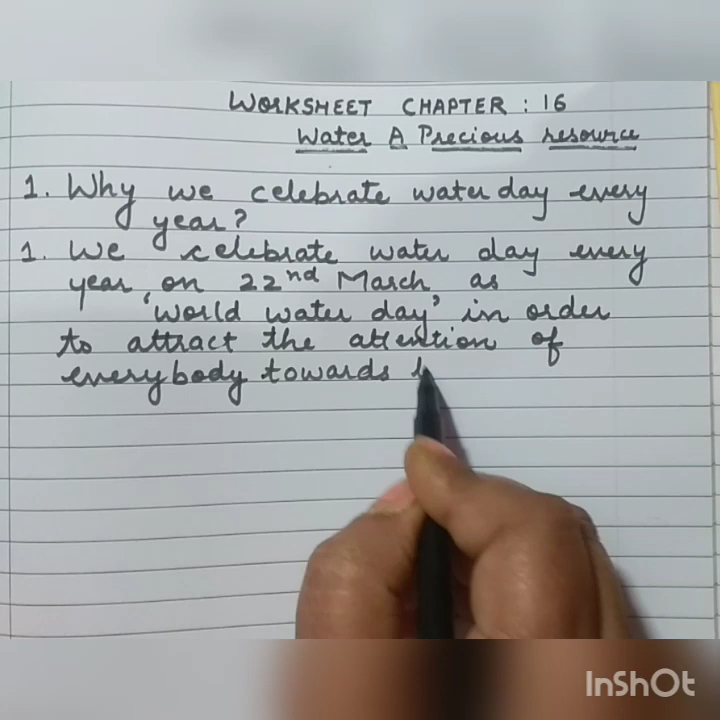 WORKSHEET CHAPTER : 16
Water A Precious resource
1. Why we celebrate water day every
year?
1. We celebrate water day every
year, on 22nd March as
'World water day' in order
to attract the attention of
everybody towards
InShOt